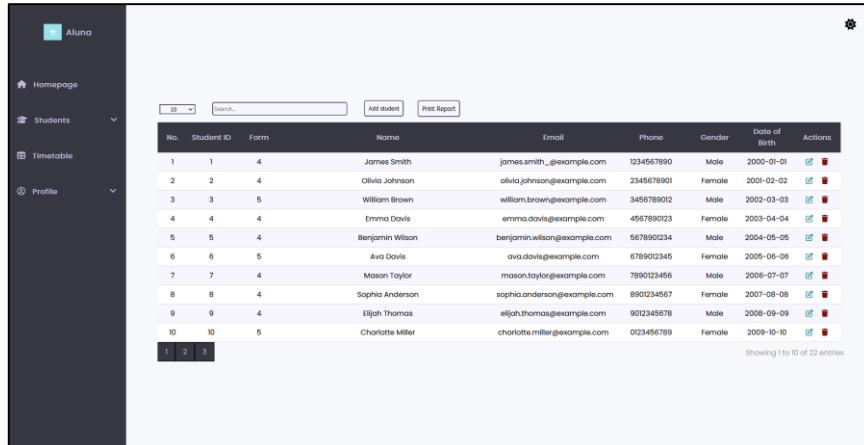 Aluna
Homepage
Students
Timetable
Profile
10 Search... Add student Print Report
No. Student ID Form Name Email Phone Gender Date of Birth Actions
1 1 4 James Smith james.smith_@example.com 1234567890 Male 2000-01-01
2 2 4 Olivia Johnson olivia.johnson@example.com 2345678901 Female 2001-02-02
3 3 5 William Brown william.brown@example.com 3456789012 Male 2002-03-03
4 4 4 Emma Davis emma.davis@example.com 4567890123 Female 2003-04-04
5 5 4 Benjamin Wilson benjamin.wilson@example.com 5678901234 Male 2004-05-05
6 6 5 Ava Davis ava.davis@example.com 6789012345 Female 2005-06-06
7 7 4 Mason Taylor mason.taylor@example.com 7890123456 Male 2006-07-07
8 8 4 Sophia Anderson sophia.anderson@example.com 8901234567 Female 2007-08-08
9 9 4 Elijah Thomas elijah.thomas@example.com 9012345678 Male 2008-09-09
10 10 5 Charlotte Miller charlotte.miller@example.com 0123456789 Female 2009-10-10
1 2 3 Showing 1 to 10 of 22 entries